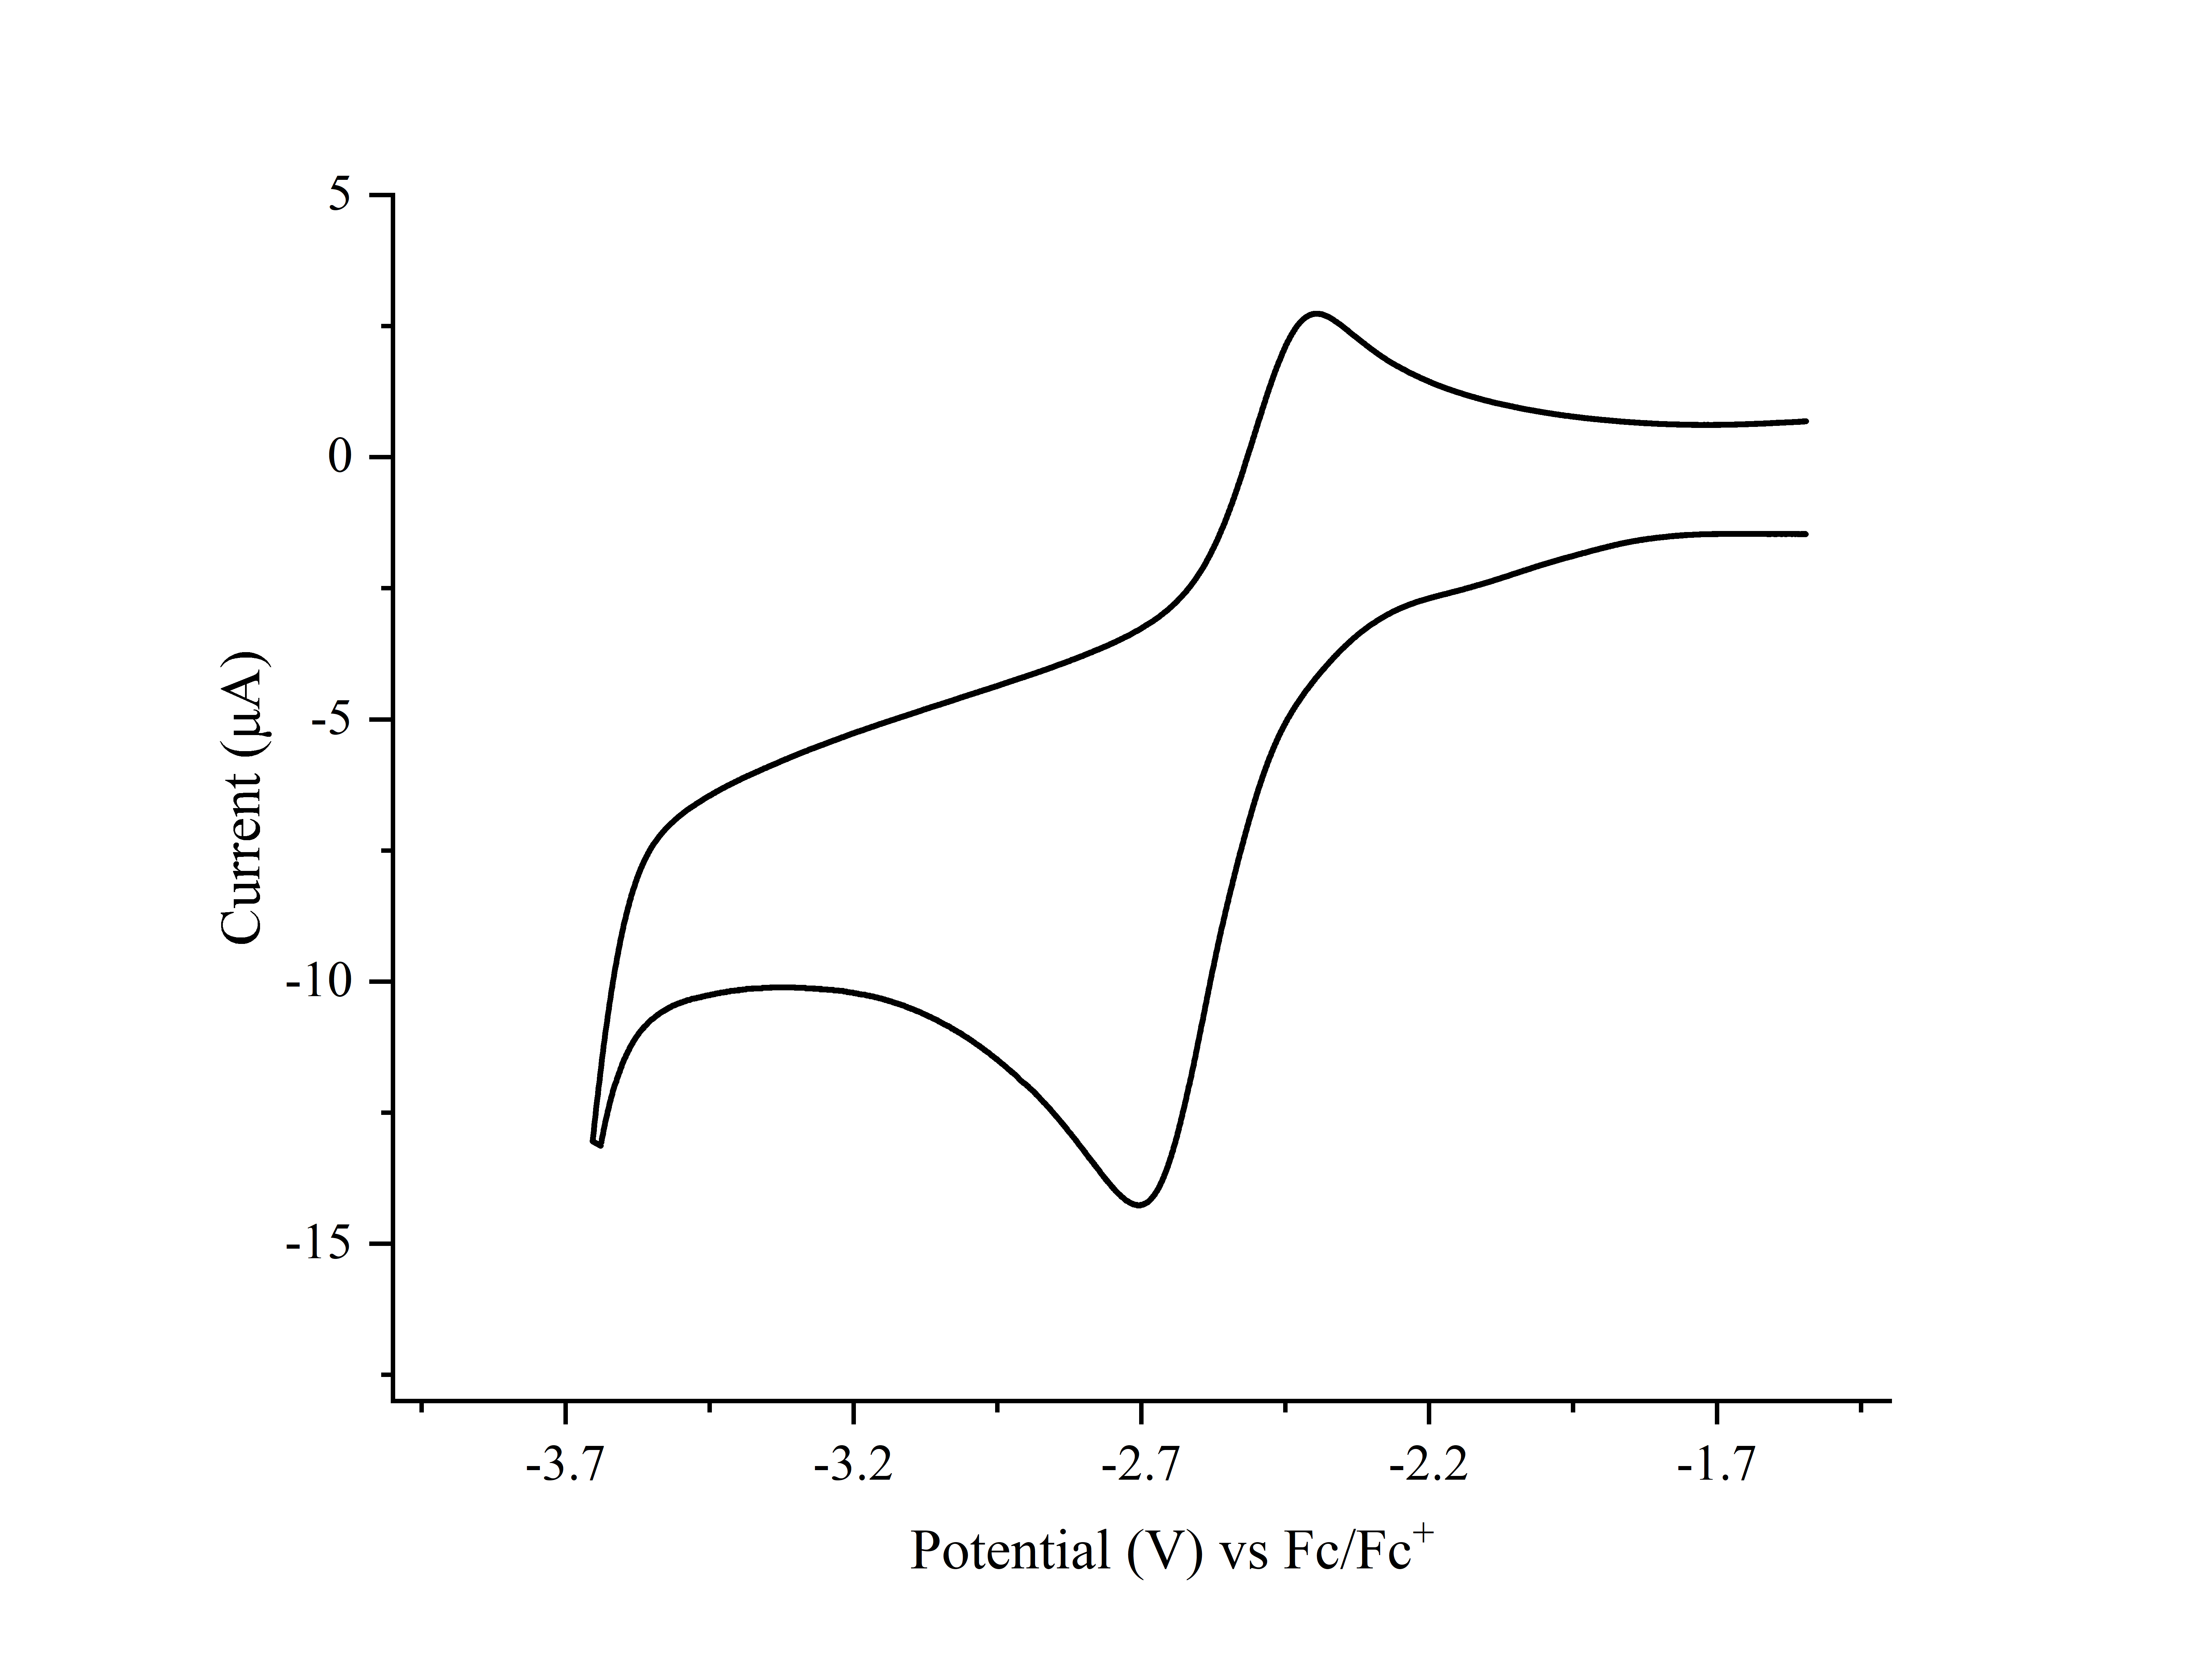 5
0
-5
-10
-15
Current (µA)
-3.7 -3.2 -2.7 -2.2 -1.7
Potential (V) vs Fc/Fc⁺